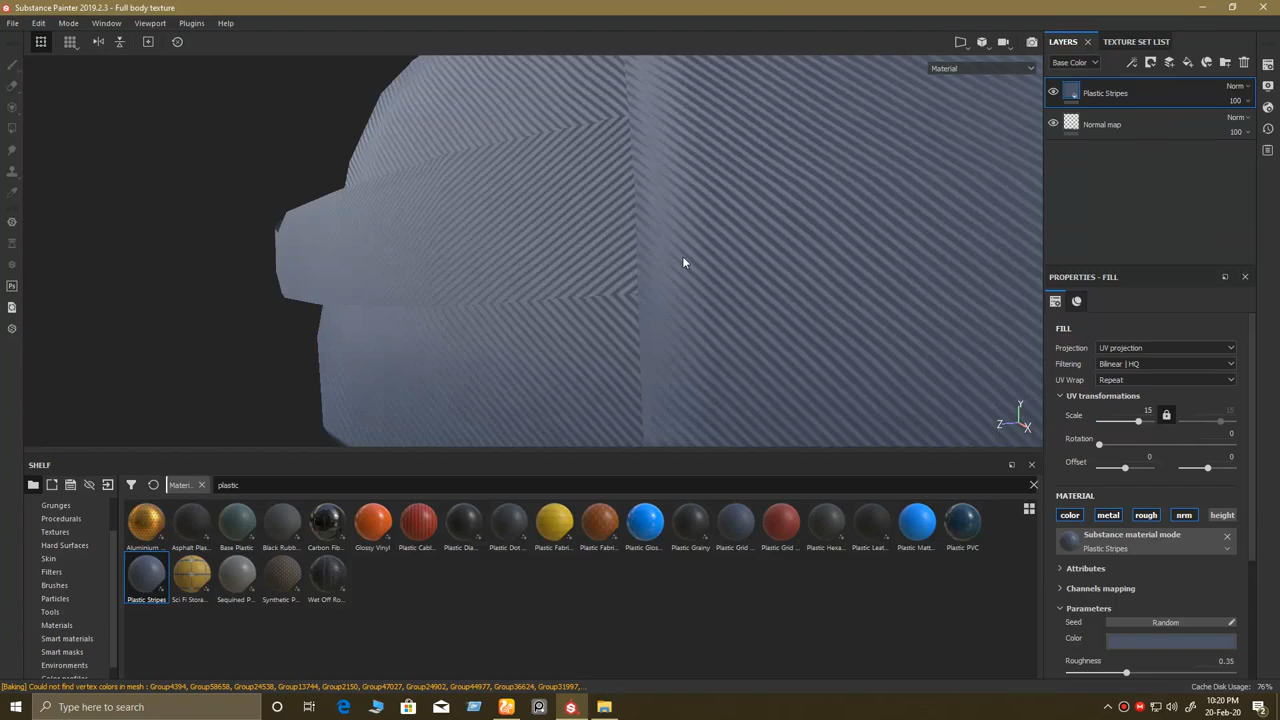 Substance Painter 2019.2.3 - Full body texture
File Edit Mode Window Viewport Plugins Help
LAYERS TEXTURE SET LIST
Material
Base Color
Plastic Stripes Norm
100
Normal map Norm
100
PROPERTIES - FILL
FILL
Projection UV projection
Filtering Bilinear | HQ
UV Wrap Repeat
UV transformations
Scale 15 15
Rotation 0
Offset 0 0
MATERIAL
color metal rough nrm height
Substance material mode
Plastic Stripes
Attributes
Channels mapping
Parameters
Seed Random
Color
Roughness 0.35
Y
Z X
SHELF
Materi... plastic
Grunges
Procedurals
Textures
Hard Surfaces
Skin
Filters
Brushes
Particles
Tools
Materials
Smart materials
Smart masks
Environments
Color profiles
Aluminium ... Asphalt Plas... Base Plastic Black Rubb... Carbon Fib... Glossy Vinyl Plastic Cabl... Plastic Dia... Plastic Dot ... Plastic Fabri... Plastic Fabri... Plastic Glos... Plastic Grainy Plastic Grid ... Plastic Grid ... Plastic Hexa... Plastic Leat... Plastic Matt... Plastic PVC
Plastic Stripes Sci Fi Stora... Sequined P... Synthetic P... Wet Off Ro...
[Baking] Could not find vertex colors in mesh : Group4394, Group58658, Group24538, Group13744, Group2150, Group47027, Group24902, Group44977, Group36624, Group31997,...
Cache Disk Usage: 76%
Ps
Type here to search
10:20 PM
20-Feb-20
2